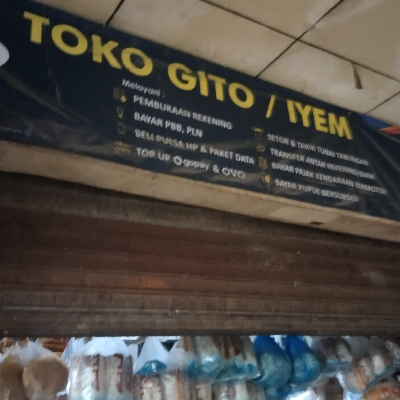 TOKO GITO / IYEM
Melayani :
PEMBUKAAN REKENING
BAYAR PBB, PLN
BELI PULSA HP & PAKET DATA
TOP UP gopay & OVO
SETOR & TARIK TUNAI TABUNGAN
TRANSFER ANTAR REKENING/BANK
BAYAR PAJAK KENDARAAN BERMOTOR
BAYAR PUPUK BERSUBSIDI